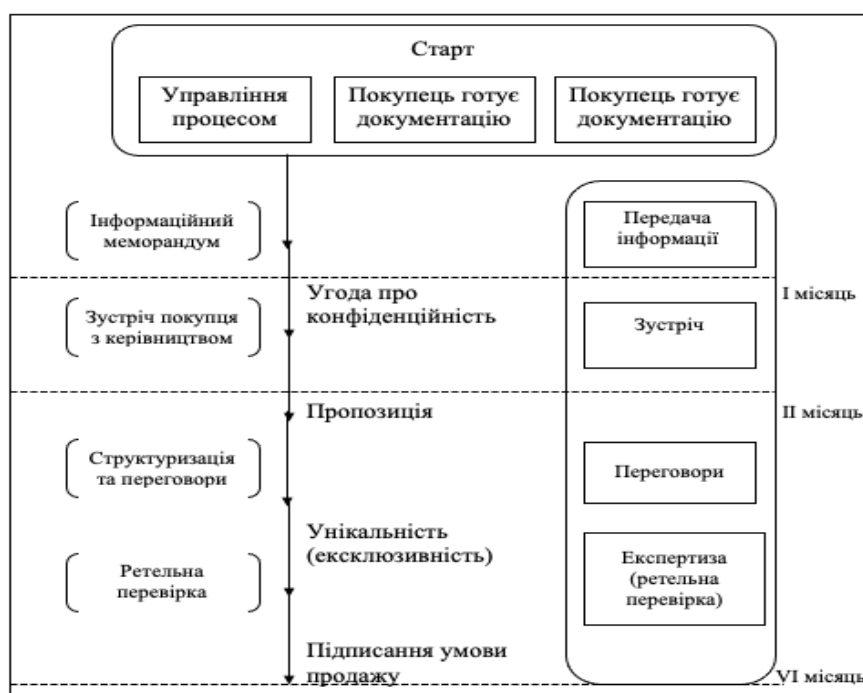 Старт
Управління
процесом
Покупець готує
документацію
Покупець готує
документацію
Інформаційний
меморандум
Передача
інформації
І місяць
Угода про
конфіденційність
Зустріч покупця
з керівництвом
Зустріч
Пропозиція
ІІ місяць
Структуризація
та переговори
Переговори
Унікальність
(ексклюзивність)
Ретельна
перевірка
Експертиза
(ретельна
перевірка)
Підписання умови
продажу
VI місяць